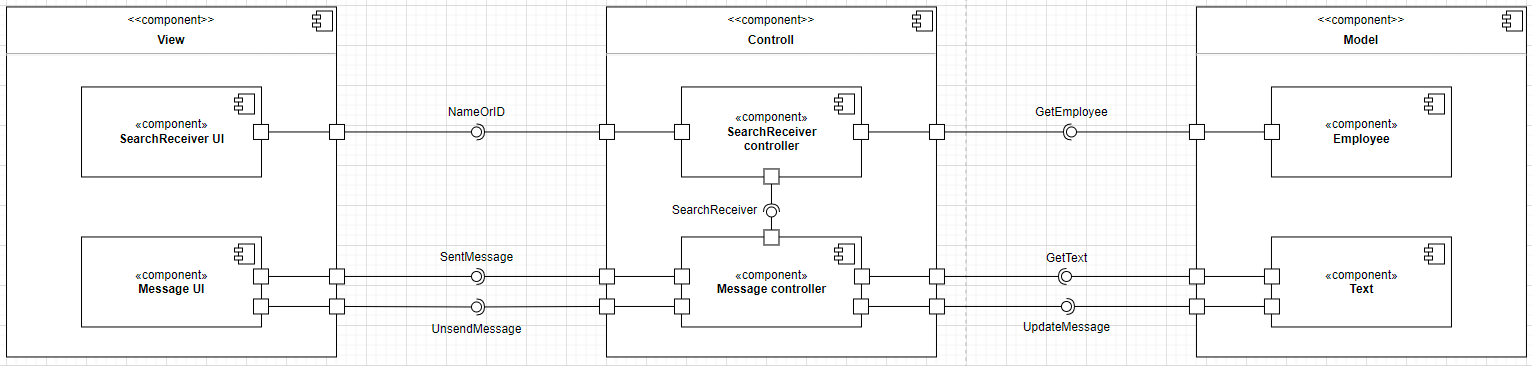 <<component>>
View
<<component>>
Controll
<<component>>
Model
«component»
SearchReceiver UI
NameOrID
«component»
SearchReceiver
controller
GetEmployee
«component»
Employee
SearchReceiver
«component»
Message UI
SentMessage
UnsendMessage
«component»
Message controller
GetText
UpdateMessage
«component»
Text